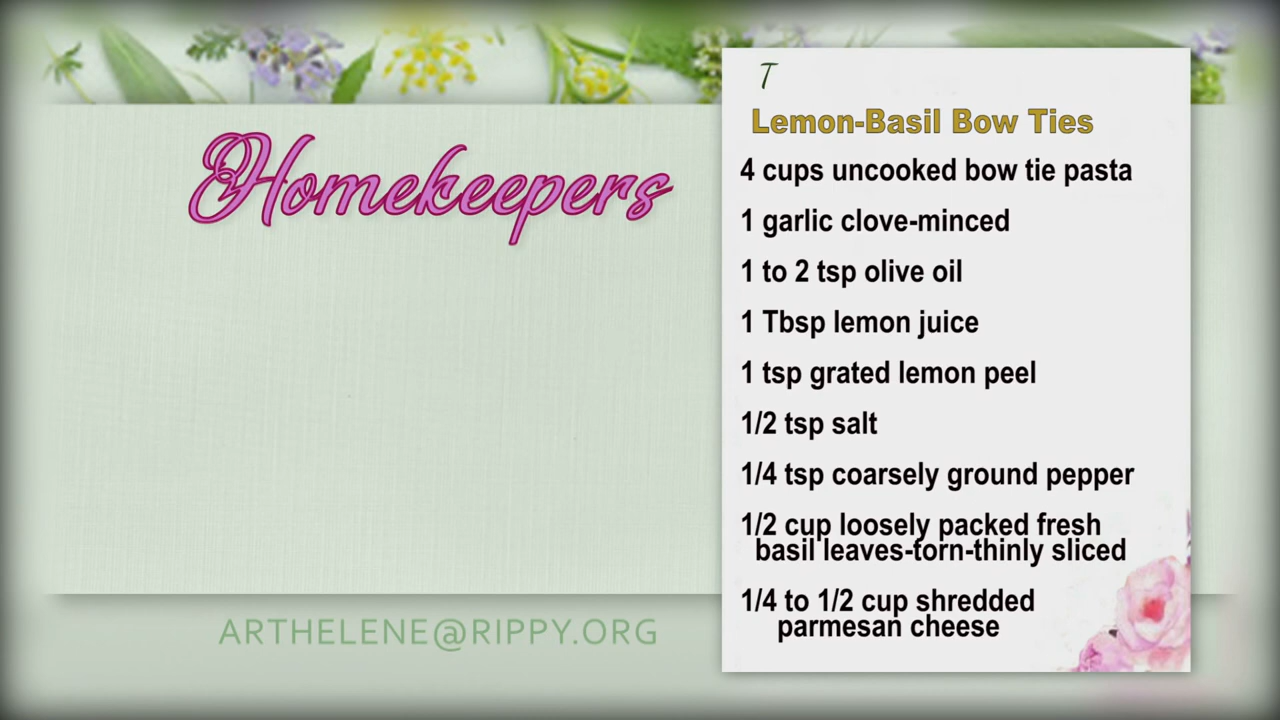 Homekeepers
ARTHELENE@RIPPY.ORG
T
Lemon-Basil Bow Ties
4 cups uncooked bow tie pasta
1 garlic clove-minced
1 to 2 tsp olive oil
1 Tbsp lemon juice
1 tsp grated lemon peel
1/2 tsp salt
1/4 tsp coarsely ground pepper
1/2 cup loosely packed fresh
basil leaves-torn-thinly sliced
1/4 to 1/2 cup shredded
parmesan cheese